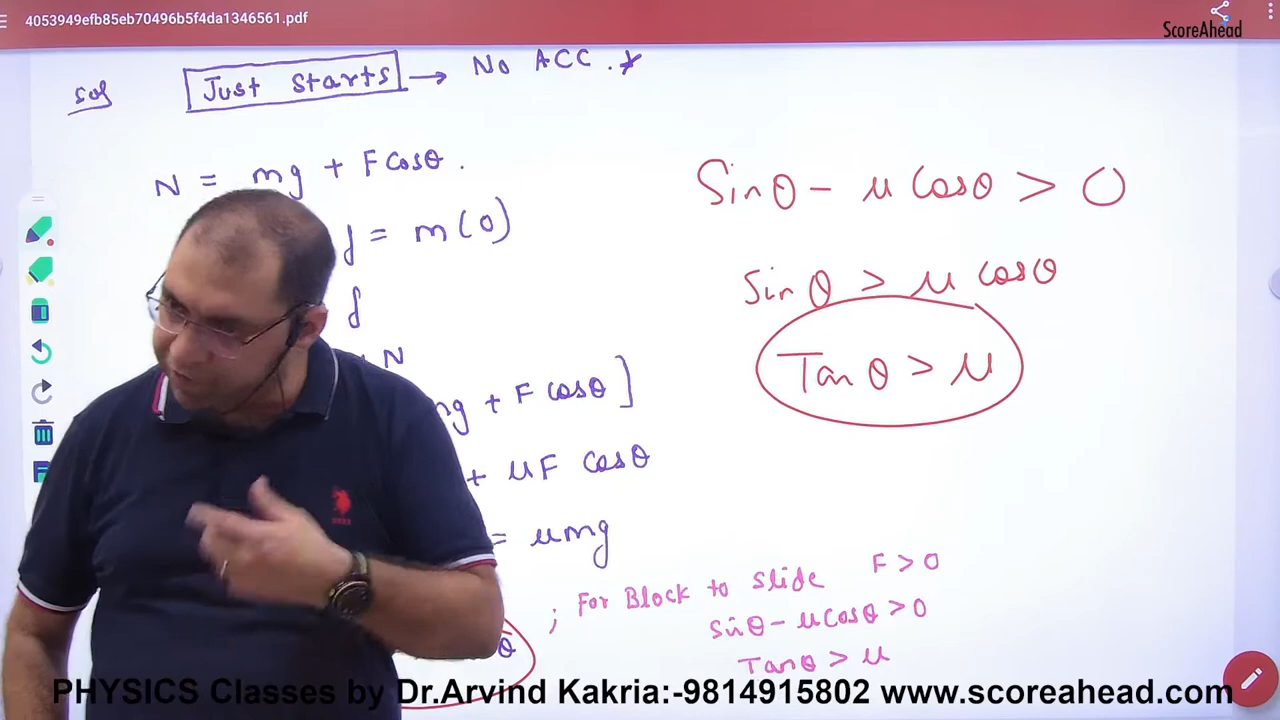 4053949efb85eb70496b5f4da1346561.pdf
ScoreAhead
Sol Just Starts → No ACC. *
N = mg + F Cosθ.
f = m(0)
f
N
mg + F Cosθ]
+ μF Cosθ
= μmg
θ ; For Block to Slide F > 0
Sinθ - μCosθ > 0
Tanθ > μ
Sinθ - μ Cosθ > 0
Sinθ > μ Cosθ
Tanθ > μ
PHYSICS Classes by Dr.Arvind Kakria:-9814915802 www.scoreahead.com